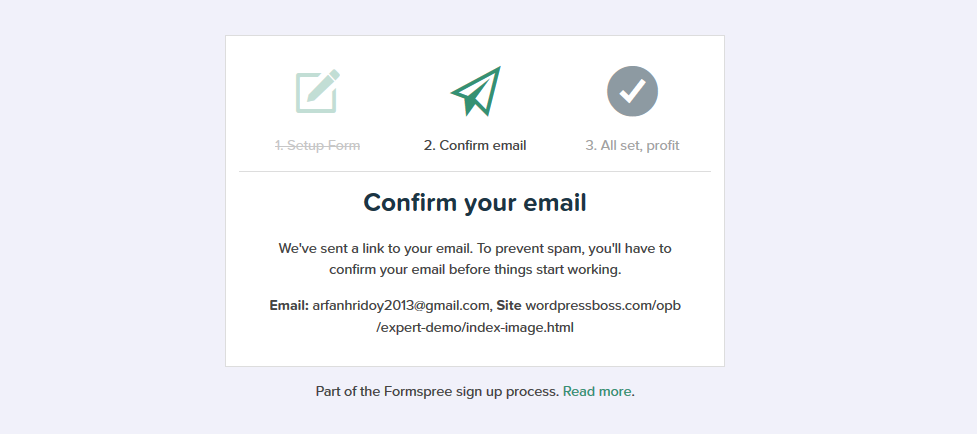 1. Setup Form
2. Confirm email
3. All set, profit
Confirm your email
We've sent a link to your email. To prevent spam, you'll have to
confirm your email before things start working.
Email: arfanhridoy2013@gmail.com, Site wordpressboss.com/opb
/expert-demo/index-image.html
Part of the Formspree sign up process. Read more.